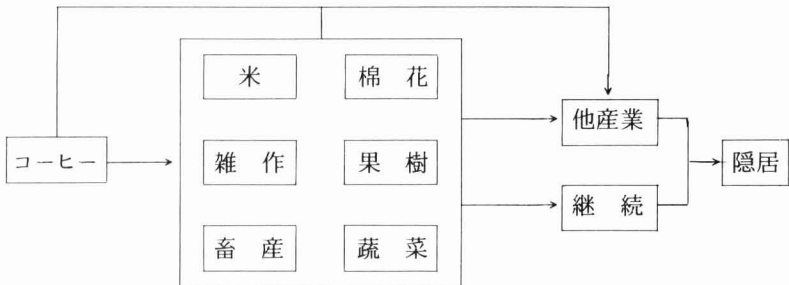 米 棉 花
他産業
コーヒー 雑 作 果 樹 隠居
継 続
畜 産 蔬 菜